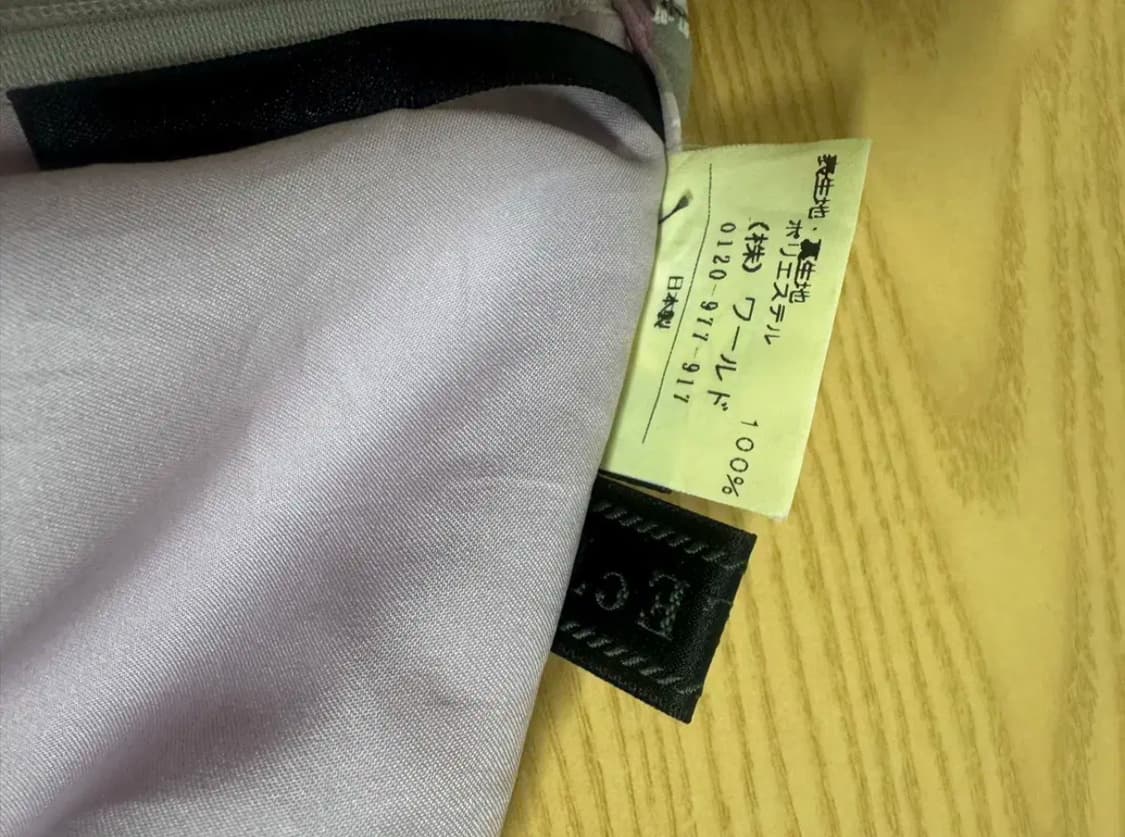 表生地・裏生地
ポリエステル 100%
(株) ワールド
0120-977-917
日本製